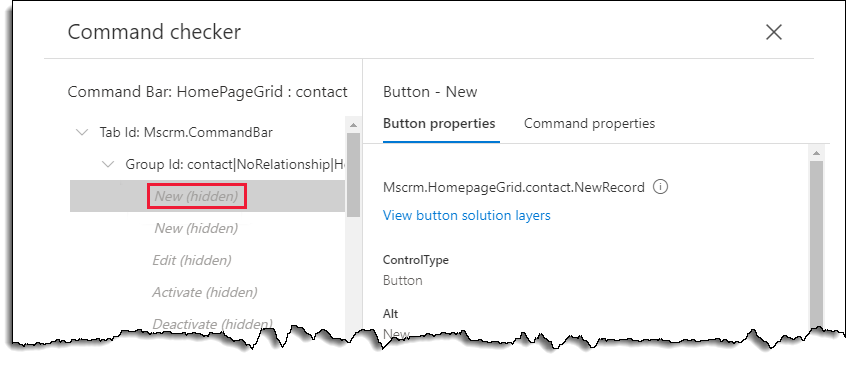 Command checker
Command Bar: HomePageGrid : contact
Tab Id: Mscrm.CommandBar
Group Id: contact|NoRelationship|Ho
New (hidden)
New (hidden)
Edit (hidden)
Activate (hidden)
Deactivate (hidden)
Button - New
Button properties
Command properties
Mscrm.HomepageGrid.contact.NewRecord
View button solution layers
ControlType
Button
Alt
New